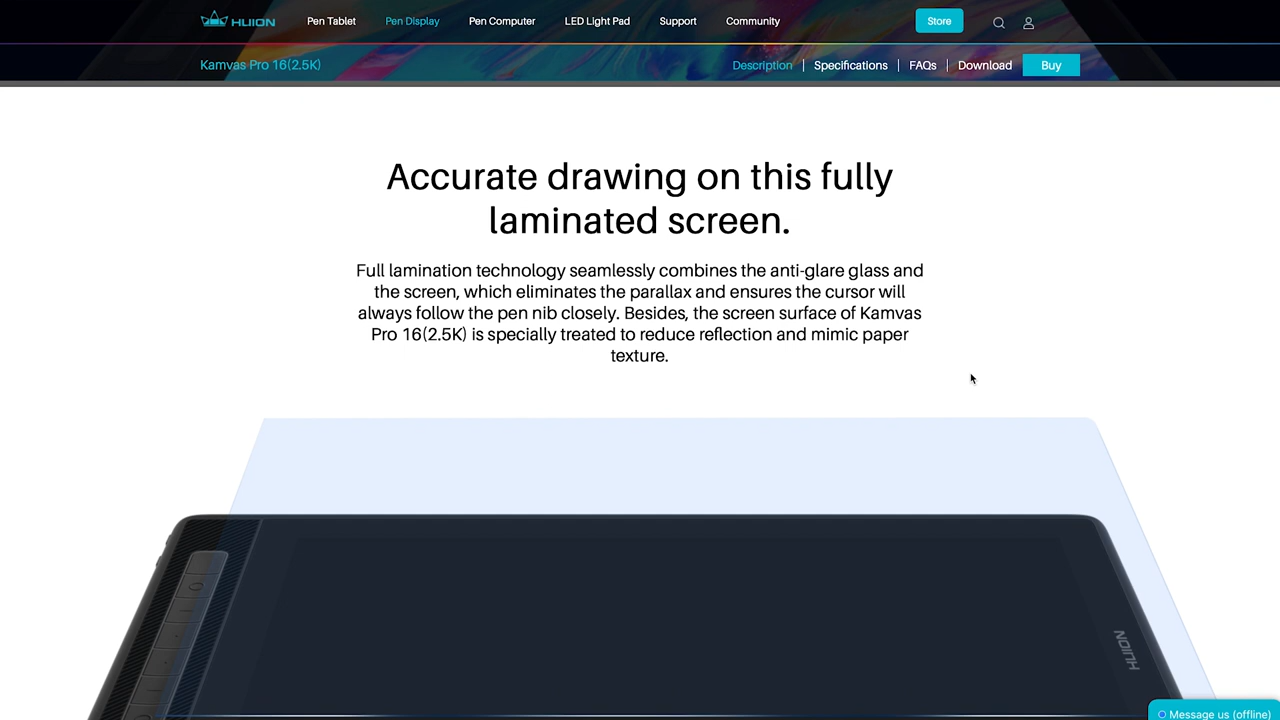 HUION
Pen Tablet
Pen Display
Pen Computer
LED Light Pad
Support
Community
Store
Kamvas Pro 16(2.5K)
Description
Specifications
FAQs
Download
Buy
Accurate drawing on this fully
laminated screen.
Full lamination technology seamlessly combines the anti-glare glass and
the screen, which eliminates the parallax and ensures the cursor will
always follow the pen nib closely. Besides, the screen surface of Kamvas
Pro 16(2.5K) is specially treated to reduce reflection and mimic paper
texture.
HUION
Message us (offline)